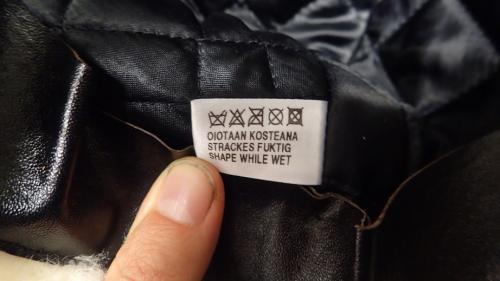 OIOTAAN KOSTEANA
STRÄCKES FUKTIG
SHAPE WHILE WET